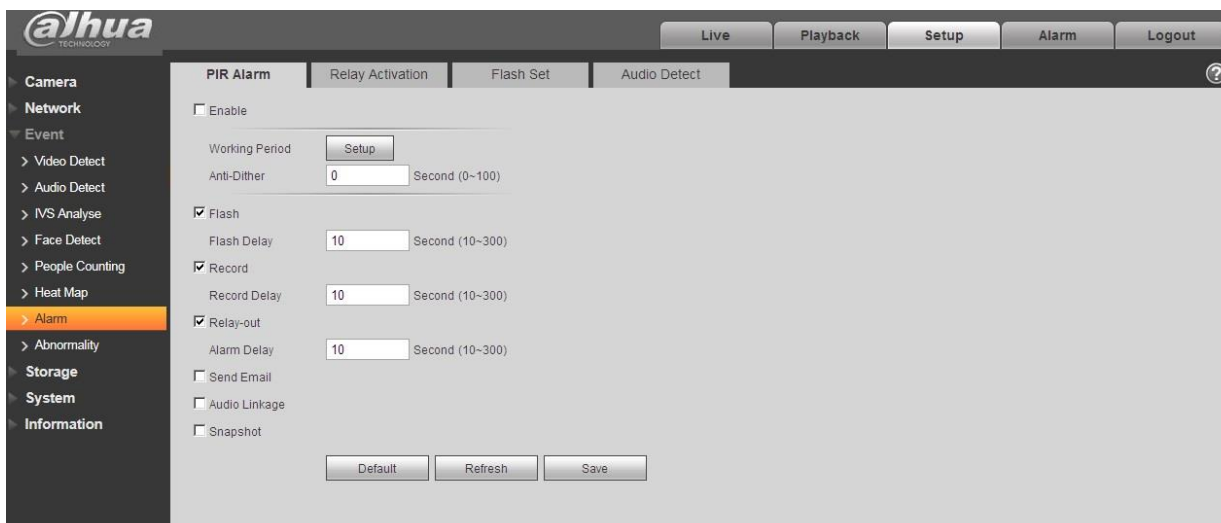 alhua
TECHNOLOGY
Live Playback Setup Alarm Logout
Camera
Network
Event
Video Detect
Audio Detect
IVS Analyse
Face Detect
People Counting
Heat Map
Alarm
Abnormality
Storage
System
Information
PIR Alarm Relay Activation Flash Set Audio Detect ?
Enable
Working Period Setup
Anti-Dither 0 Second (0~100)
Flash
Flash Delay 10 Second (10~300)
Record
Record Delay 10 Second (10~300)
Relay-out
Alarm Delay 10 Second (10~300)
Send Email
Audio Linkage
Snapshot
Default Refresh Save